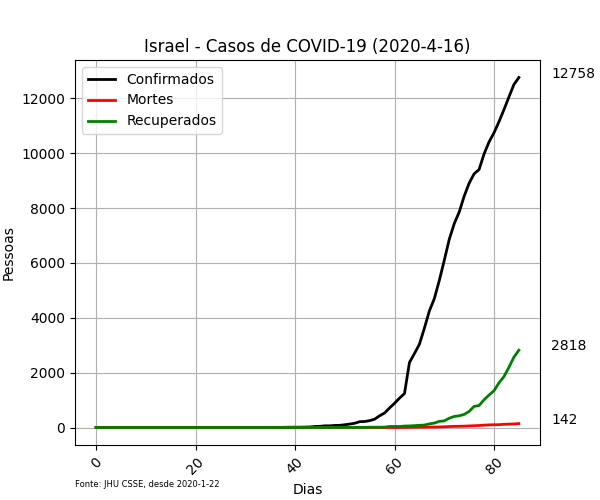 Israel - Casos de COVID-19 (2020-4-16)
Confirmados
Mortes
Recuperados
12758
2818
142
Pessoas
12000
10000
8000
6000
4000
2000
0
0
20
40
60
80
Dias
Fonte: JHU CSSE, desde 2020-1-22